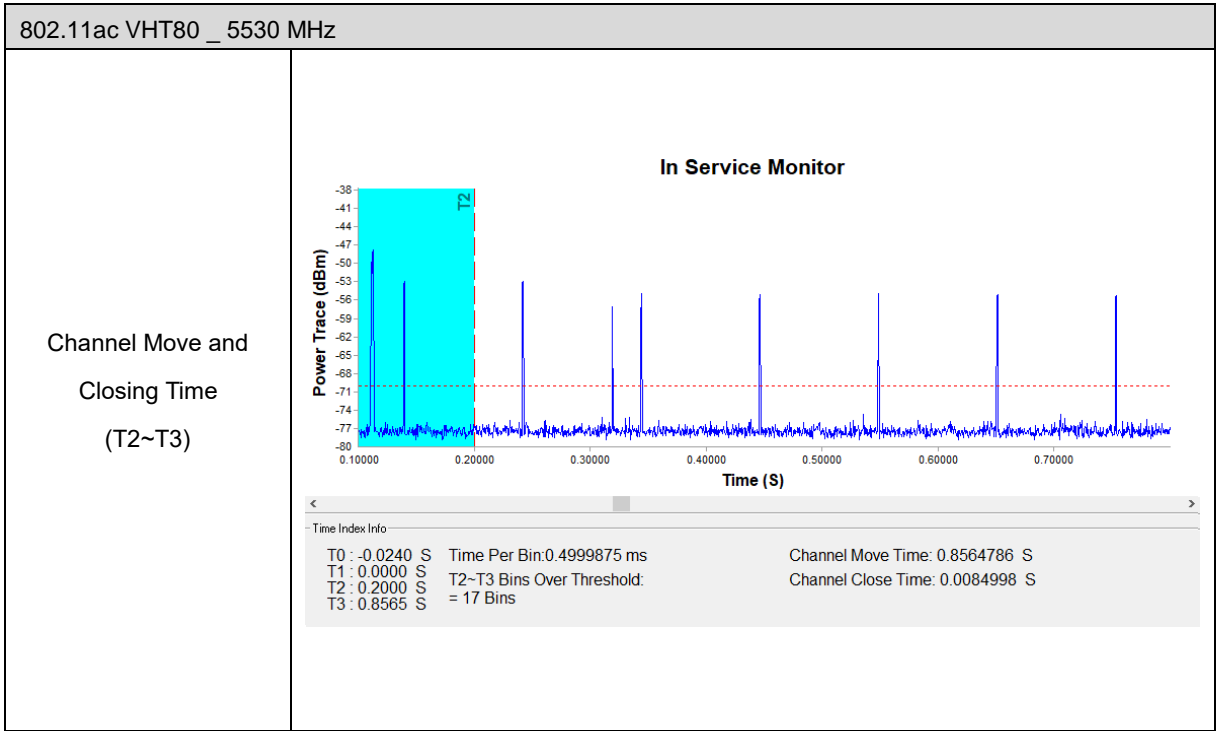 802.11ac VHT80 _ 5530 MHz
Channel Move and
Closing Time
(T2~T3)
In Service Monitor
Power Trace (dBm)
-38
-41
-44
-47
-50
-53
-56
-59
-62
-65
-68
-71
-74
-77
-80
T2
0.10000 0.20000 0.30000 0.40000 0.50000 0.60000 0.70000
Time (S)
Time Index Info
T0 : -0.0240 S
T1 : 0.0000 S
T2 : 0.2000 S
T3 : 0.8565 S
Time Per Bin:0.4999875 ms
T2~T3 Bins Over Threshold:
= 17 Bins
Channel Move Time: 0.8564786 S
Channel Close Time: 0.0084998 S